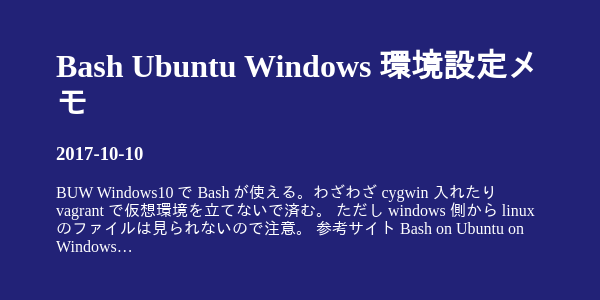 Bash Ubuntu Windows 環境設定メ
モ
2017-10-10
BUW Windows10 で Bash が使える。わざわざ cygwin 入れたり
vagrant で仮想環境を立てないで済む。 ただし windows 側から linux
のファイルは見られないので注意。 参考サイト Bash on Ubuntu on
Windows…